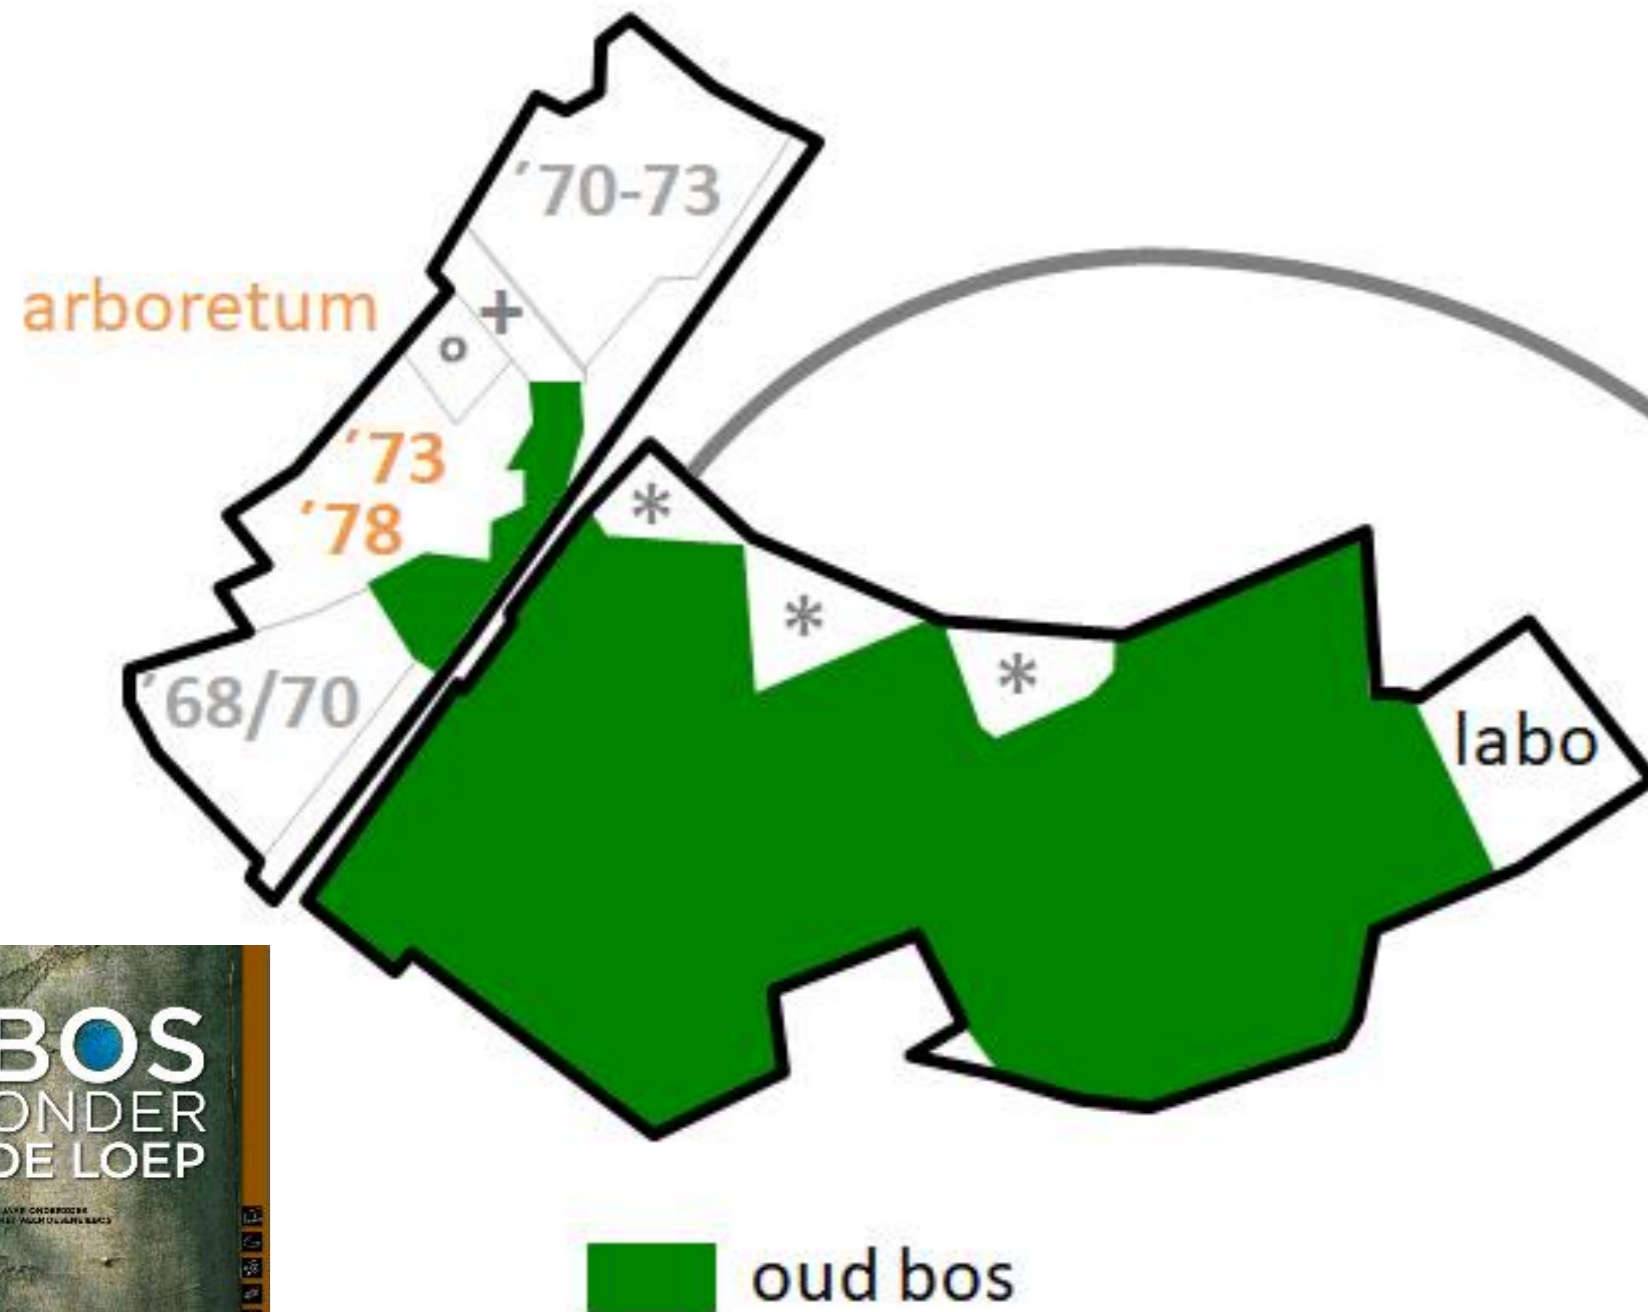 ´70-73
arboretum
+
o
´73
´78
*
*
*
´68/70
labo
BOS
ONDER
DE LOEP
oud bos